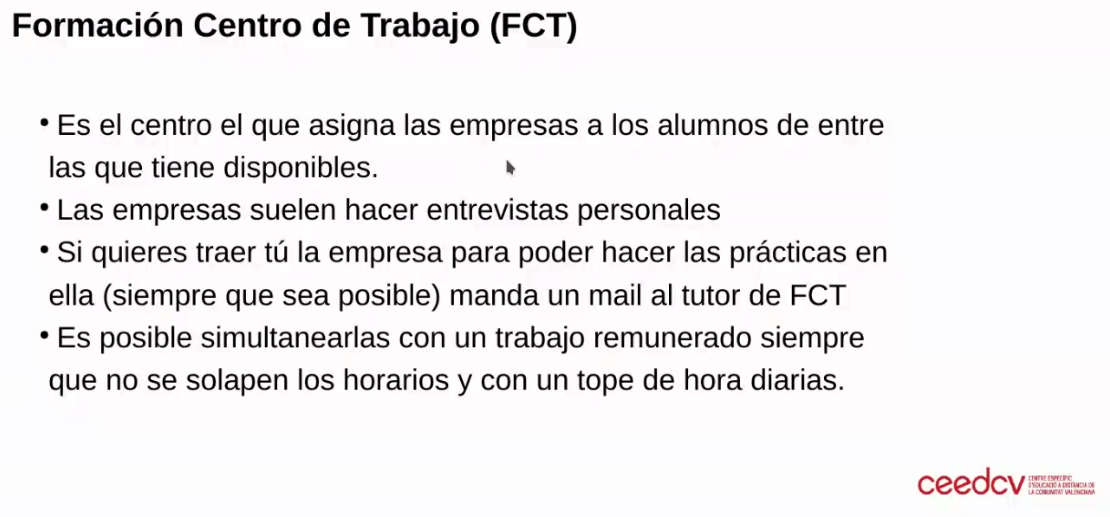 Formación Centro de Trabajo (FCT)
• Es el centro el que asigna las empresas a los alumnos de entre
las que tiene disponibles.
• Las empresas suelen hacer entrevistas personales
• Si quieres traer tú la empresa para poder hacer las prácticas en
ella (siempre que sea posible) manda un mail al tutor de FCT
• Es posible simultanearlas con un trabajo remunerado siempre
que no se solapen los horarios y con un tope de hora diarias.
ceedcv
CENTRE ESPECÍFIC
D'EDUCACIÓ A DISTÀNCIA DE
LA COMUNITAT VALENCIANA